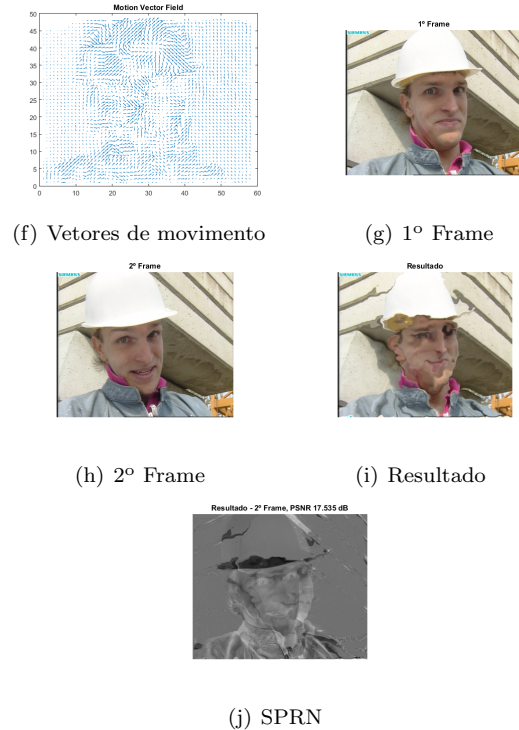 Motion Vector Field
50
45
40
35
30
25
20
15
10
5
0
0 10 20 30 40 50 60
1º Frame
SIEMENS
(f) Vetores de movimento
(g) 1º Frame
2º Frame
SIEMENS
Resultado
SIEMENS
(h) 2º Frame
(i) Resultado
Resultado - 2º Frame, PSNR 17.535 dB
(j) SPRN